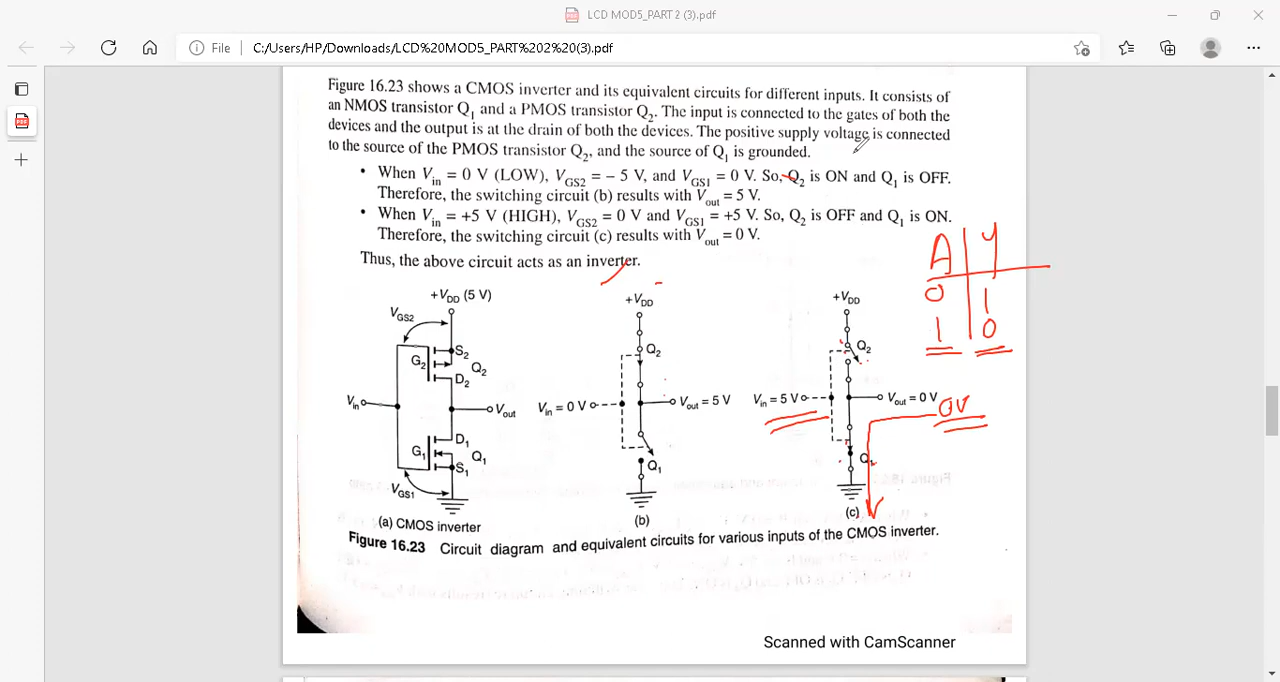 LCD MOD5_PART 2 (3).pdf
File
C:/Users/HP/Downloads/LCD%20MOD5_PART%202%20(3).pdf
Figure 16.23 shows a CMOS inverter and its equivalent circuits for different inputs. It consists of
an NMOS transistor Q1 and a PMOS transistor Q2. The input is connected to the gates of both the
devices and the output is at the drain of both the devices. The positive supply voltage is connected
to the source of the PMOS transistor Q2, and the source of Q1 is grounded.
• When Vin = 0 V (LOW), VGS2 = – 5 V, and VGS1 = 0 V. So, Q2 is ON and Q1 is OFF.
Therefore, the switching circuit (b) results with Vout = 5 V.
• When Vin = +5 V (HIGH), VGS2 = 0 V and VGS1 = +5 V. So, Q2 is OFF and Q1 is ON.
Therefore, the switching circuit (c) results with Vout = 0 V.
Thus, the above circuit acts as an inverter.
A Y
0 1
1 0
+VDD (5 V)
VGS2
S2
G2
Q2
D2
Vin
Vout
D1
G1
Q1
S1
VGS1
(a) CMOS inverter
+VDD
Q2
Vin = 0 V
Vout = 5 V
Q1
(b)
+VDD
Q2
Vin = 5 V
Vout = 0 V
0V
(c)
Figure 16.23 Circuit diagram and equivalent circuits for various inputs of the CMOS inverter.
Scanned with CamScanner